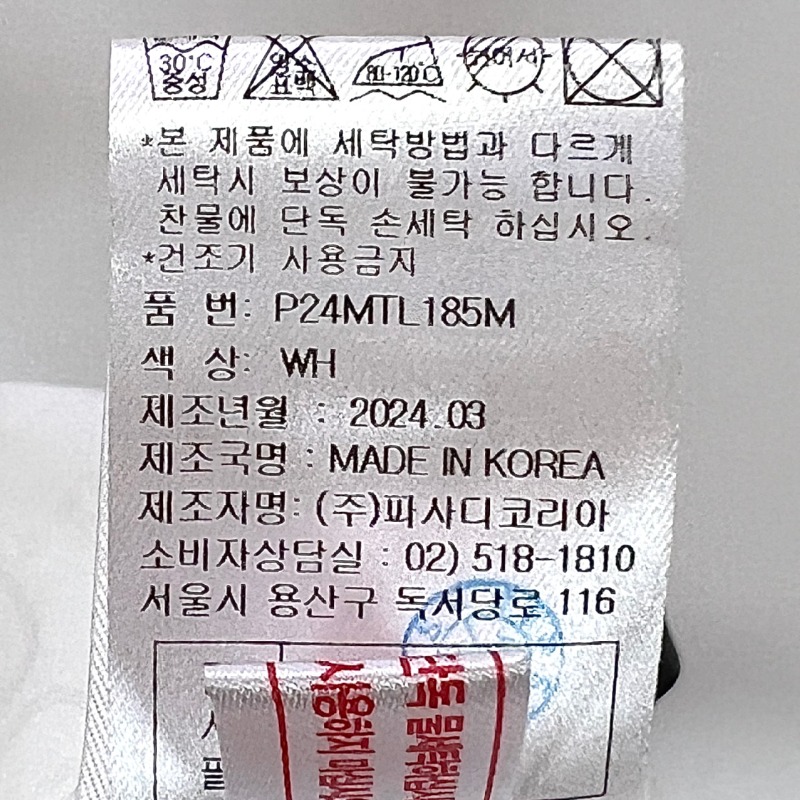 30°C
중성
염소
표백
80-120°C
*본 제품에 세탁방법과 다르게
세탁시 보상이 불가능 합니다.
찬물에 단독 손세탁 하십시오.
*건조기 사용금지
품 번: P24MTL185M
색 상: WH
제조년월 : 2024.03
제조국명 : MADE IN KOREA
제조자명: (주)파사디코리아
소비자상담실 : 02) 518-1810
서울시 용산구 독서당로 116